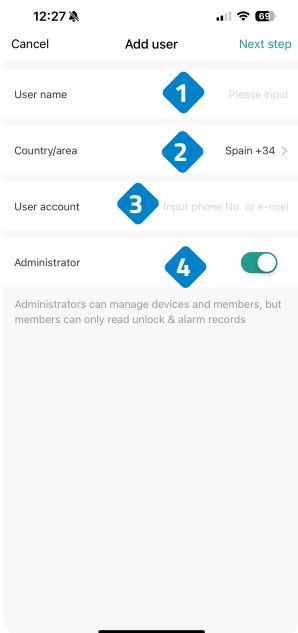 12:27
69
Cancel
Add user
Next step
User name
1
Please input
Country/area
2
Spain +34
User account
3
Input phone No. or e-mail
Administrator
4
Administrators can manage devices and members, but
members can only read unlock & alarm records